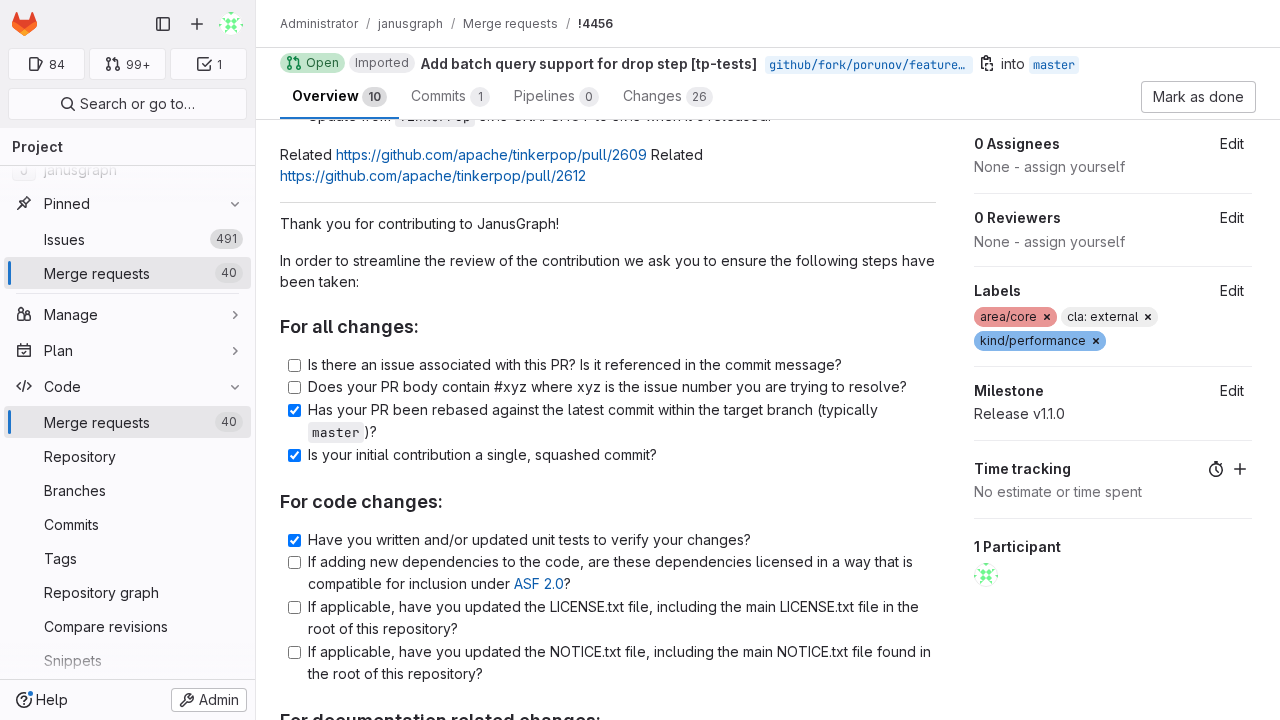 Administrator / janusgraph / Merge requests / !4456
84
99+
1
Search or go to…
Project
janusgraph
Pinned
Issues 491
Merge requests 40
Manage
Plan
Code
Merge requests 40
Repository
Branches
Commits
Tags
Repository graph
Compare revisions
Snippets
Help
Admin
Open Imported Add batch query support for drop step [tp-tests] github/fork/porunov/feature… into master
Overview 10 Commits 1 Pipelines 0 Changes 26
Mark as done
Related https://github.com/apache/tinkerpop/pull/2609 Related
https://github.com/apache/tinkerpop/pull/2612
Thank you for contributing to JanusGraph!
In order to streamline the review of the contribution we ask you to ensure the following steps have
been taken:
For all changes:
Is there an issue associated with this PR? Is it referenced in the commit message?
Does your PR body contain #xyz where xyz is the issue number you are trying to resolve?
Has your PR been rebased against the latest commit within the target branch (typically
master)?
Is your initial contribution a single, squashed commit?
For code changes:
Have you written and/or updated unit tests to verify your changes?
If adding new dependencies to the code, are these dependencies licensed in a way that is
compatible for inclusion under ASF 2.0?
If applicable, have you updated the LICENSE.txt file, including the main LICENSE.txt file in the
root of this repository?
If applicable, have you updated the NOTICE.txt file, including the main NOTICE.txt file found in
the root of this repository?
For documentation related changes:
0 Assignees Edit
None - assign yourself
0 Reviewers Edit
None - assign yourself
Labels Edit
area/core × cla: external ×
kind/performance ×
Milestone Edit
Release v1.1.0
Time tracking
No estimate or time spent
1 Participant